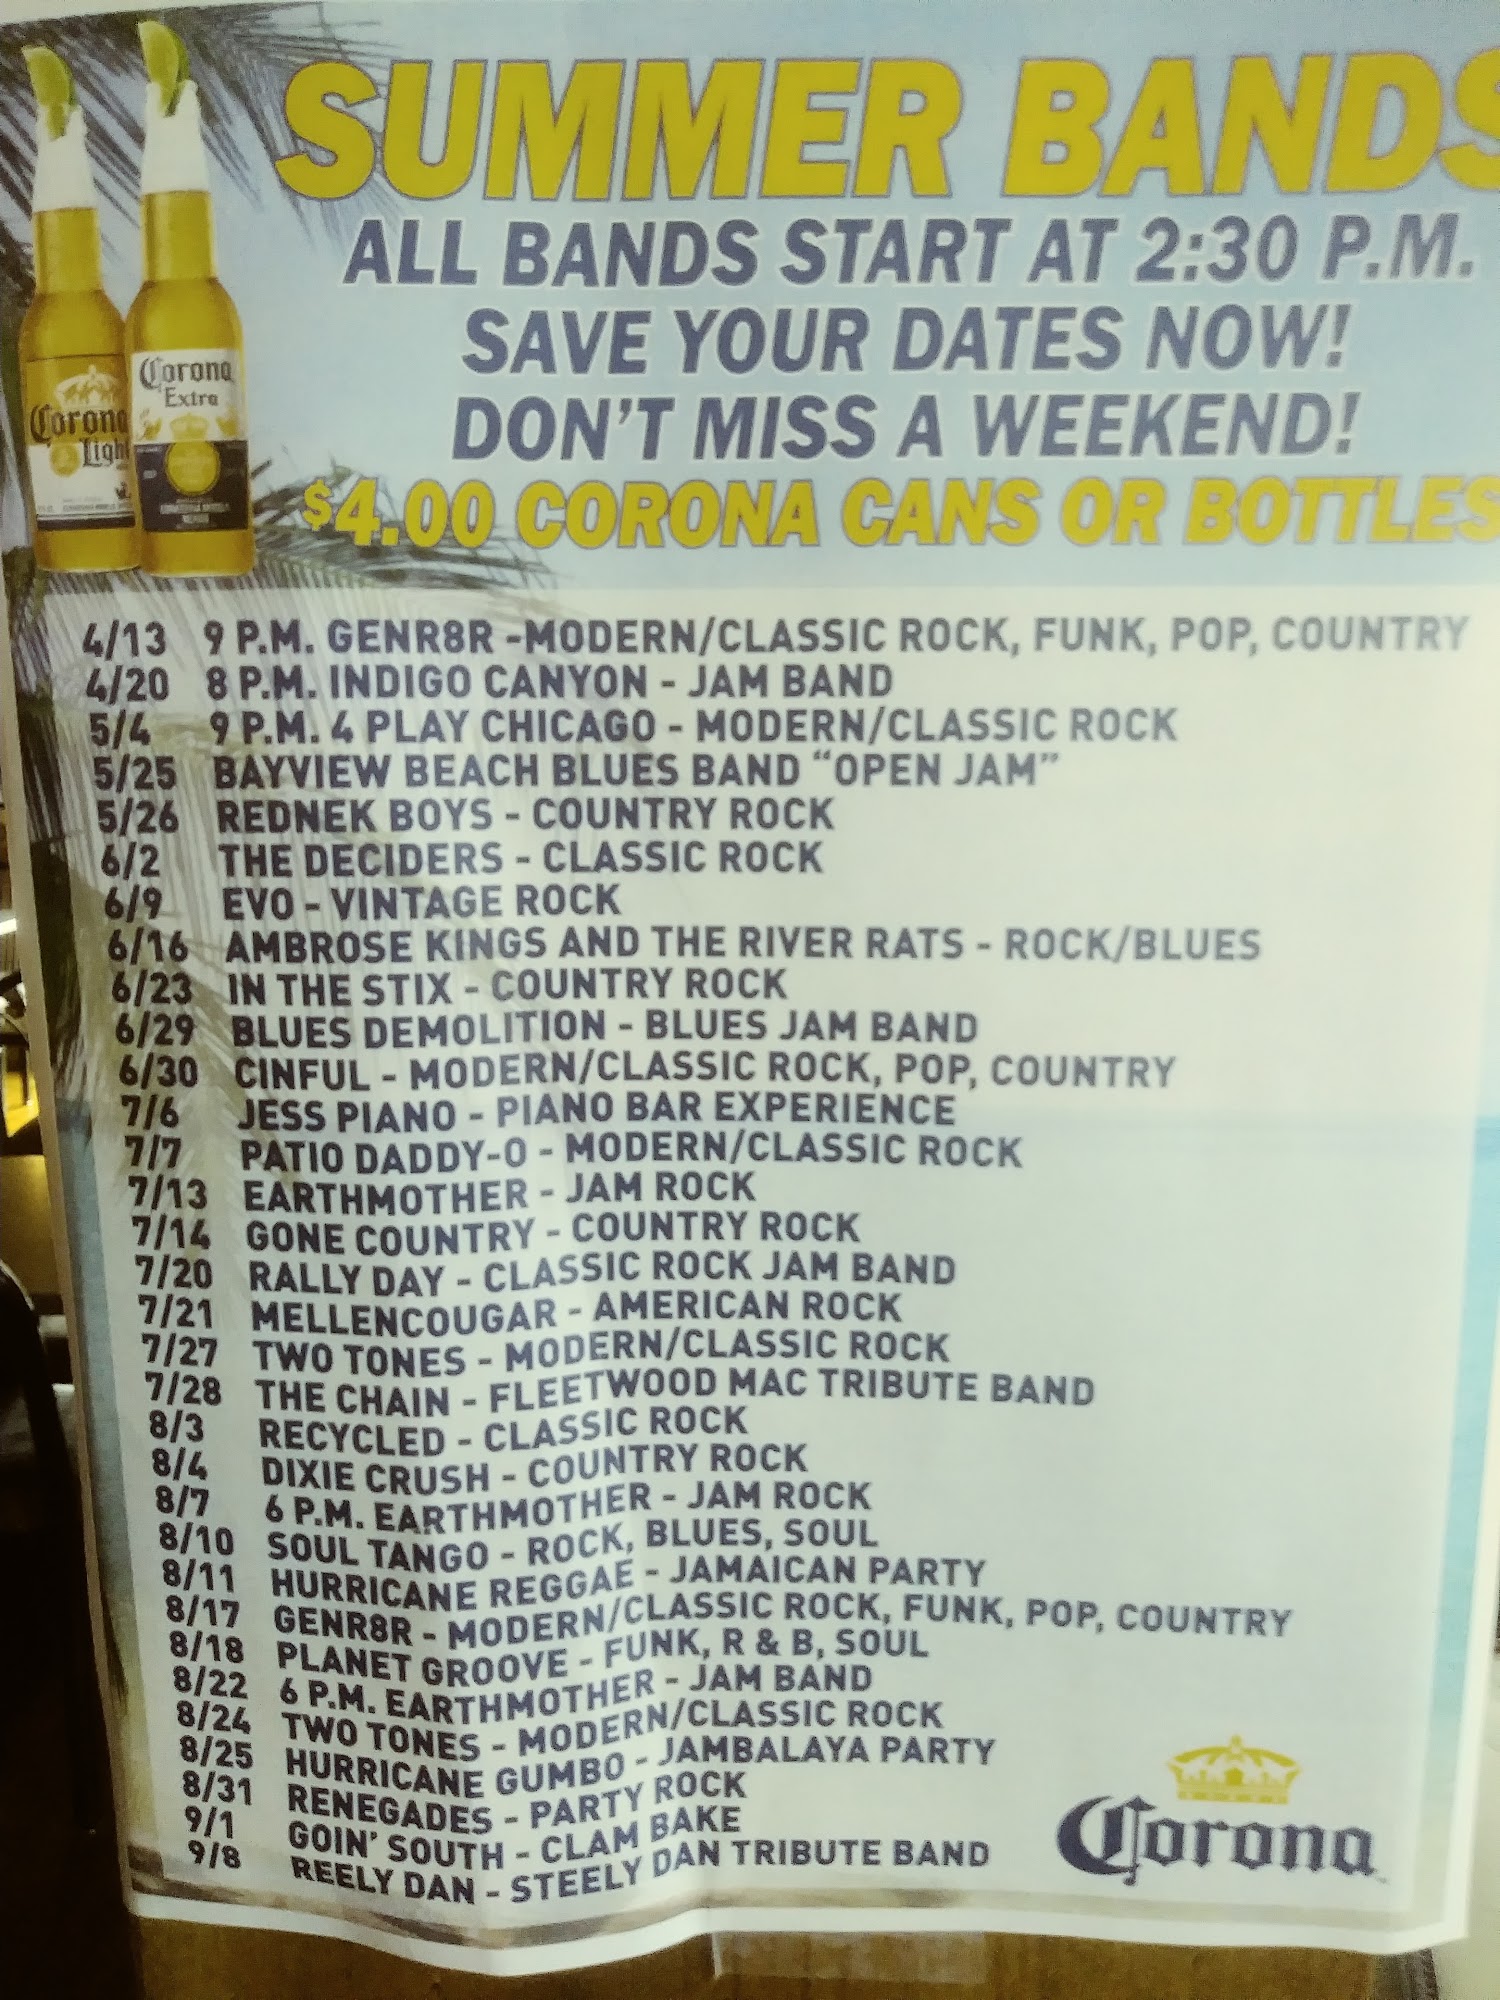 SUMMER BANDS
ALL BANDS START AT 2:30 P.M.
SAVE YOUR DATES NOW!
DON'T MISS A WEEKEND!
$4.00 CORONA CANS OR BOTTLES
Corona Light
Corona Extra
4/13 9 P.M. GENR8R -MODERN/CLASSIC ROCK, FUNK, POP, COUNTRY
4/20 8 P.M. INDIGO CANYON - JAM BAND
5/4 9 P.M. 4 PLAY CHICAGO - MODERN/CLASSIC ROCK
5/25 BAYVIEW BEACH BLUES BAND "OPEN JAM"
5/26 REDNEK BOYS - COUNTRY ROCK
6/2 THE DECIDERS - CLASSIC ROCK
6/9 EVO - VINTAGE ROCK
6/16 AMBROSE KINGS AND THE RIVER RATS - ROCK/BLUES
6/23 IN THE STIX - COUNTRY ROCK
6/29 BLUES DEMOLITION - BLUES JAM BAND
6/30 CINFUL - MODERN/CLASSIC ROCK, POP, COUNTRY
7/6 JESS PIANO - PIANO BAR EXPERIENCE
7/7 PATIO DADDY-O - MODERN/CLASSIC ROCK
7/13 EARTHMOTHER - JAM ROCK
7/14 GONE COUNTRY - COUNTRY ROCK
7/20 RALLY DAY - CLASSIC ROCK JAM BAND
7/21 MELLENCOUGAR - AMERICAN ROCK
7/27 TWO TONES - MODERN/CLASSIC ROCK
7/28 THE CHAIN - FLEETWOOD MAC TRIBUTE BAND
8/3 RECYCLED - CLASSIC ROCK
8/4 DIXIE CRUSH - COUNTRY ROCK
8/7 6 P.M. EARTHMOTHER - JAM ROCK
8/10 SOUL TANGO - ROCK, BLUES, SOUL
8/11 HURRICANE REGGAE - JAMAICAN PARTY
8/17 GENR8R - MODERN/CLASSIC ROCK, FUNK, POP, COUNTRY
8/18 PLANET GROOVE - FUNK, R & B, SOUL
8/22 6 P.M. EARTHMOTHER - JAM BAND
8/24 TWO TONES - MODERN/CLASSIC ROCK
8/25 HURRICANE GUMBO - JAMBALAYA PARTY
8/31 RENEGADES - PARTY ROCK
9/1 GOIN' SOUTH - CLAM BAKE
9/8 REELY DAN - STEELY DAN TRIBUTE BAND
Corona